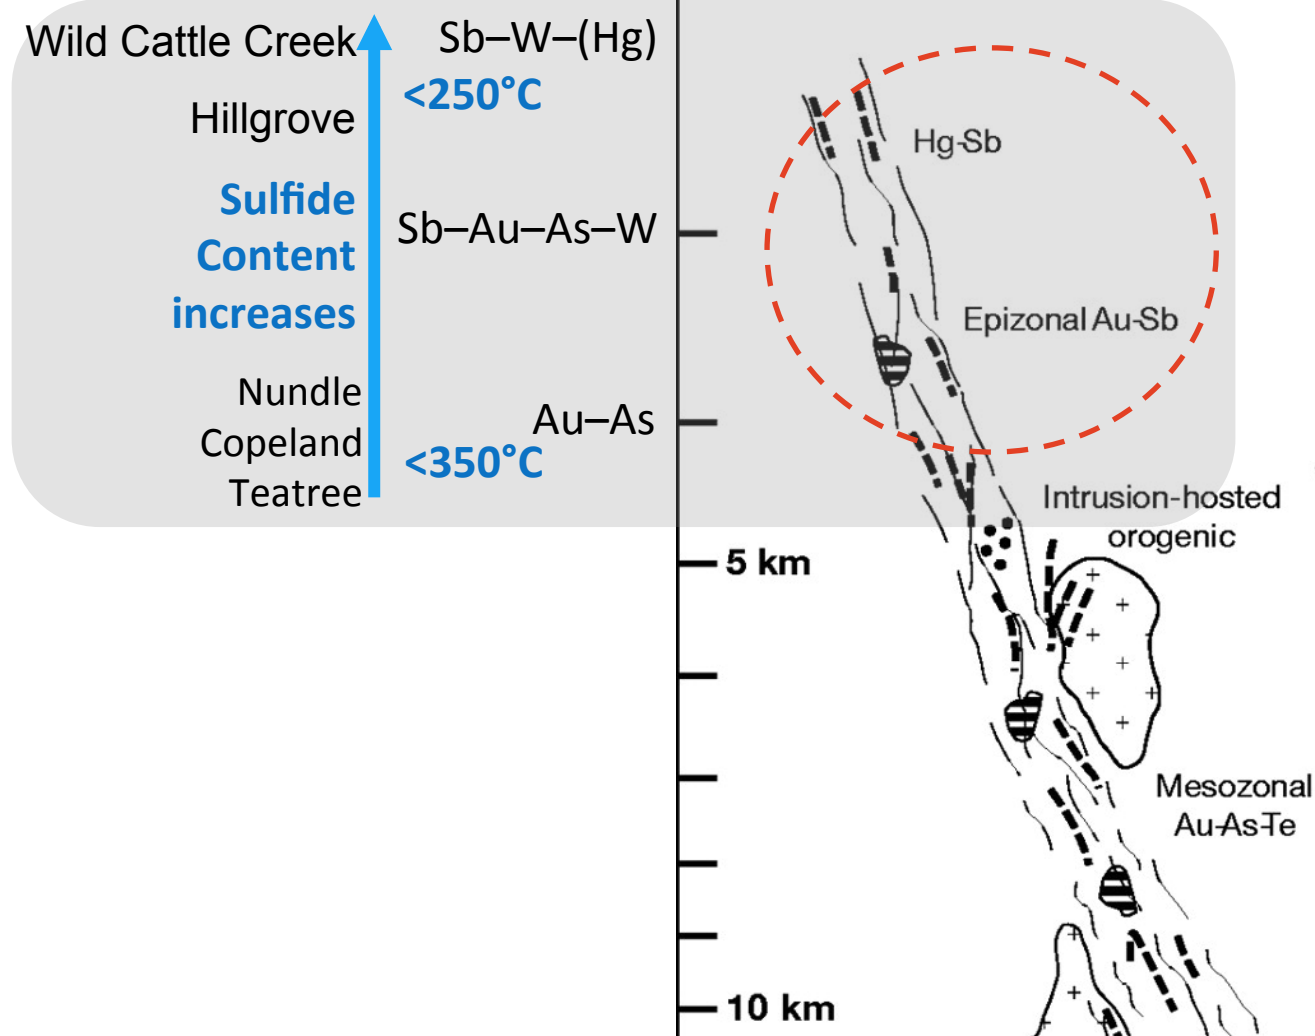 Wild Cattle Creek
Sb–W–(Hg)
<250°C
Hillgrove
Sulfide
Content
increases
Sb–Au–As–W
Nundle
Copeland
Teatree
Au–As
<350°C
Hg-Sb
Epizonal Au-Sb
Intrusion-hosted
orogenic
5 km
Mesozonal
Au-As-Te
10 km